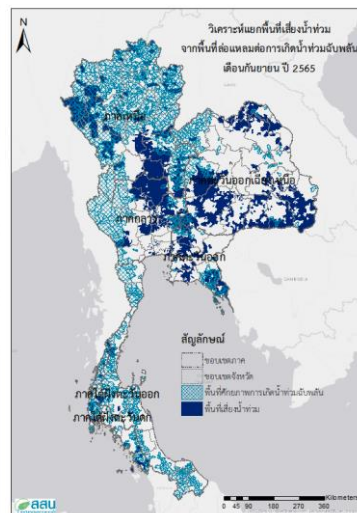 วิเคราะห์แยกพื้นที่เสี่ยงน้ำท่วม
จากพื้นที่ล่อแหลมต่อการเกิดน้ำท่วมฉับพลัน
เดือนกันยายน ปี 2565
N
ภาคเหนือ
ภาคตะวันออกเฉียงเหนือ
ภาคกลาง
ภาคตะวันออก
CAMBODIA
สัญลักษณ์
ขอบเขตภาค
ขอบเขตจังหวัด
พื้นที่ศักยภาพการเกิดน้ำท่วมฉับพลัน
พื้นที่เสี่ยงน้ำท่วม
ภาคใต้ฝั่งตะวันออก
ภาคใต้ฝั่งตะวันตก
Kilometers
0 45 90 180 270 360
สสน